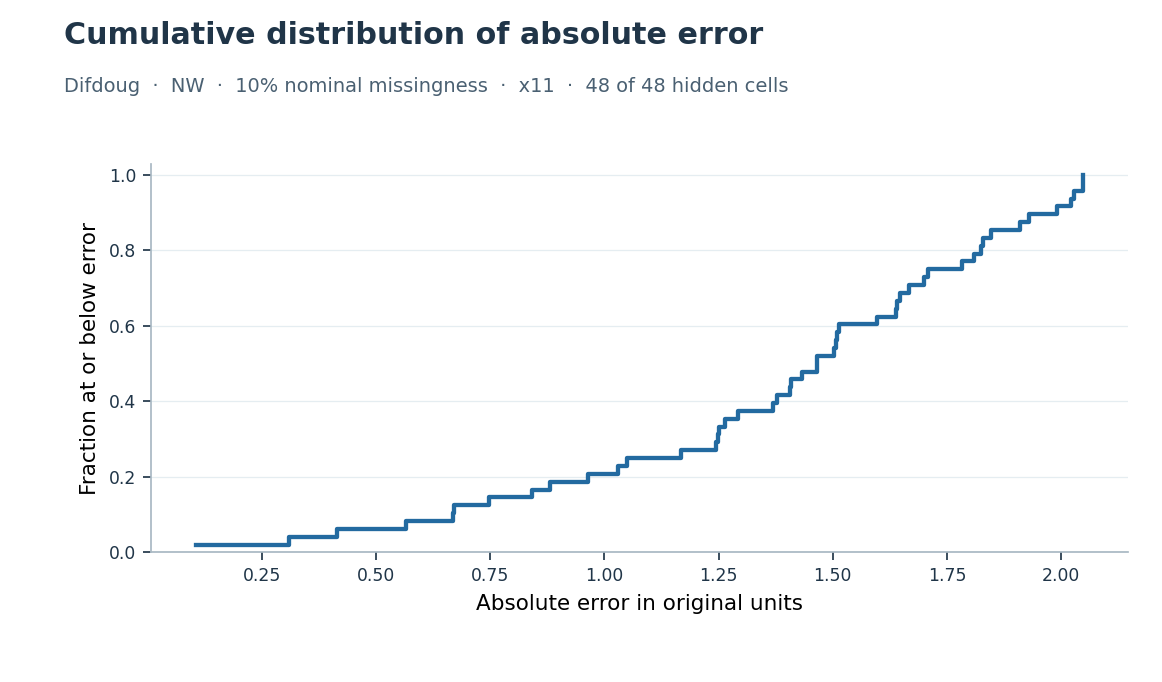 Cumulative distribution of absolute error
Difdoug · NW · 10% nominal missingness · x11 · 48 of 48 hidden cells
1.0
0.8
0.6
0.4
0.2
0.0
Fraction at or below error
0.25 0.50 0.75 1.00 1.25 1.50 1.75 2.00
Absolute error in original units